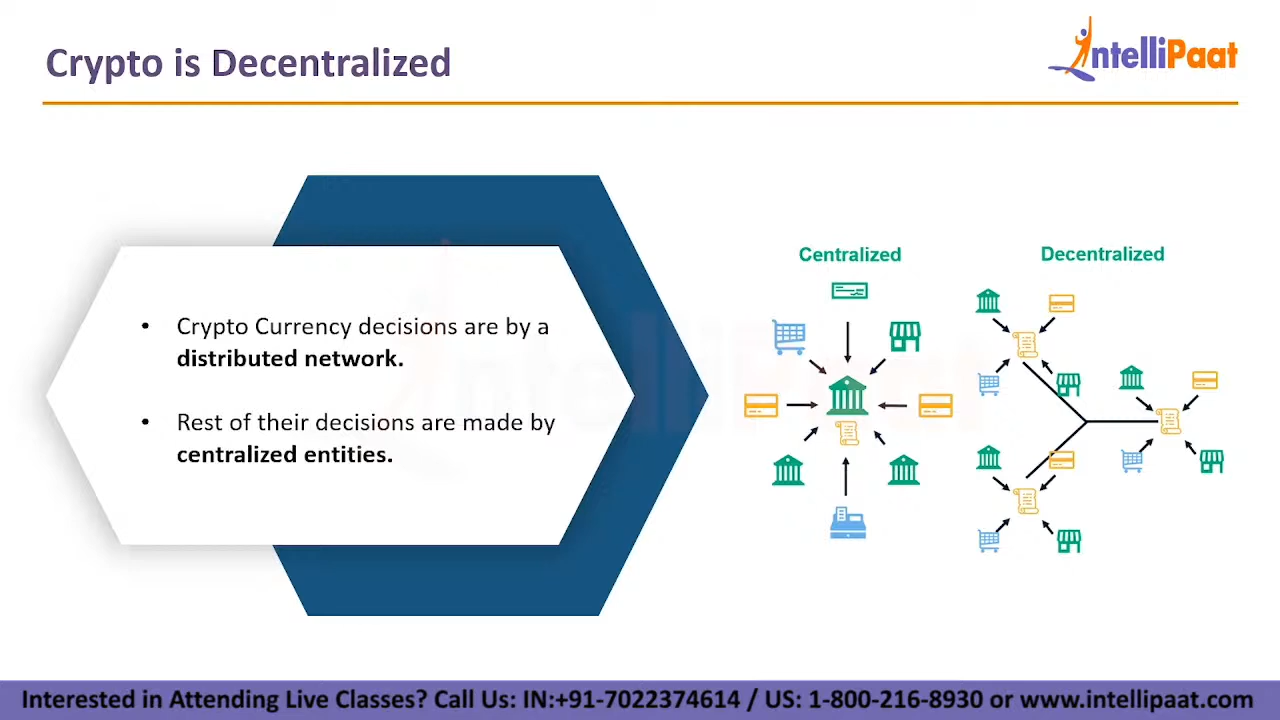 Crypto is Decentralized
IntelliPaat
• Crypto Currency decisions are by a
distributed network.
• Rest of their decisions are made by
centralized entities.
Centralized
Decentralized
Interested in Attending Live Classes? Call Us: IN:+91-7022374614 / US: 1-800-216-8930 or www.intellipaat.com